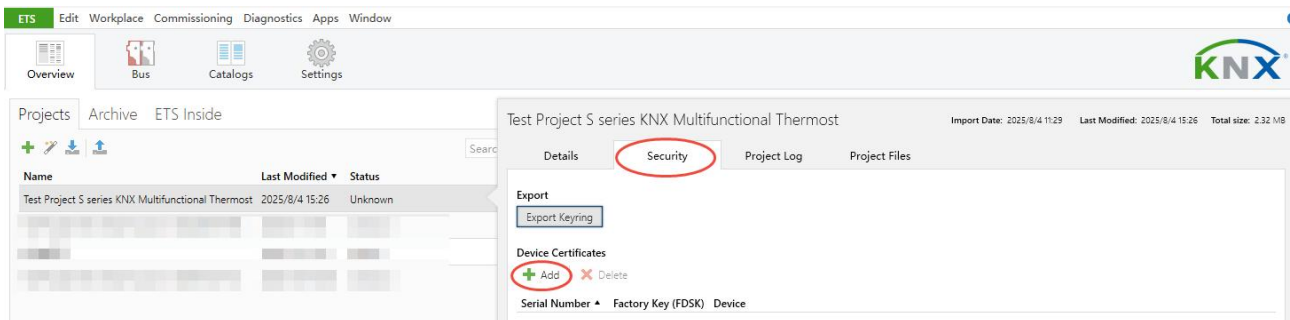 ETS Edit Workplace Commissioning Diagnostics Apps Window
Overview Bus Catalogs Settings
KNX
Projects Archive ETS Inside
Test Project S series KNX Multifunctional Thermost Import Date: 2025/8/4 11:29 Last Modified: 2025/8/4 15:26 Total size: 2.32 MB
Searc
Details Security Project Log Project Files
Name Last Modified Status
Test Project S series KNX Multifunctional Thermost 2025/8/4 15:26 Unknown
Export
Export Keyring
Device Certificates
Add Delete
Serial Number Factory Key (FDSK) Device